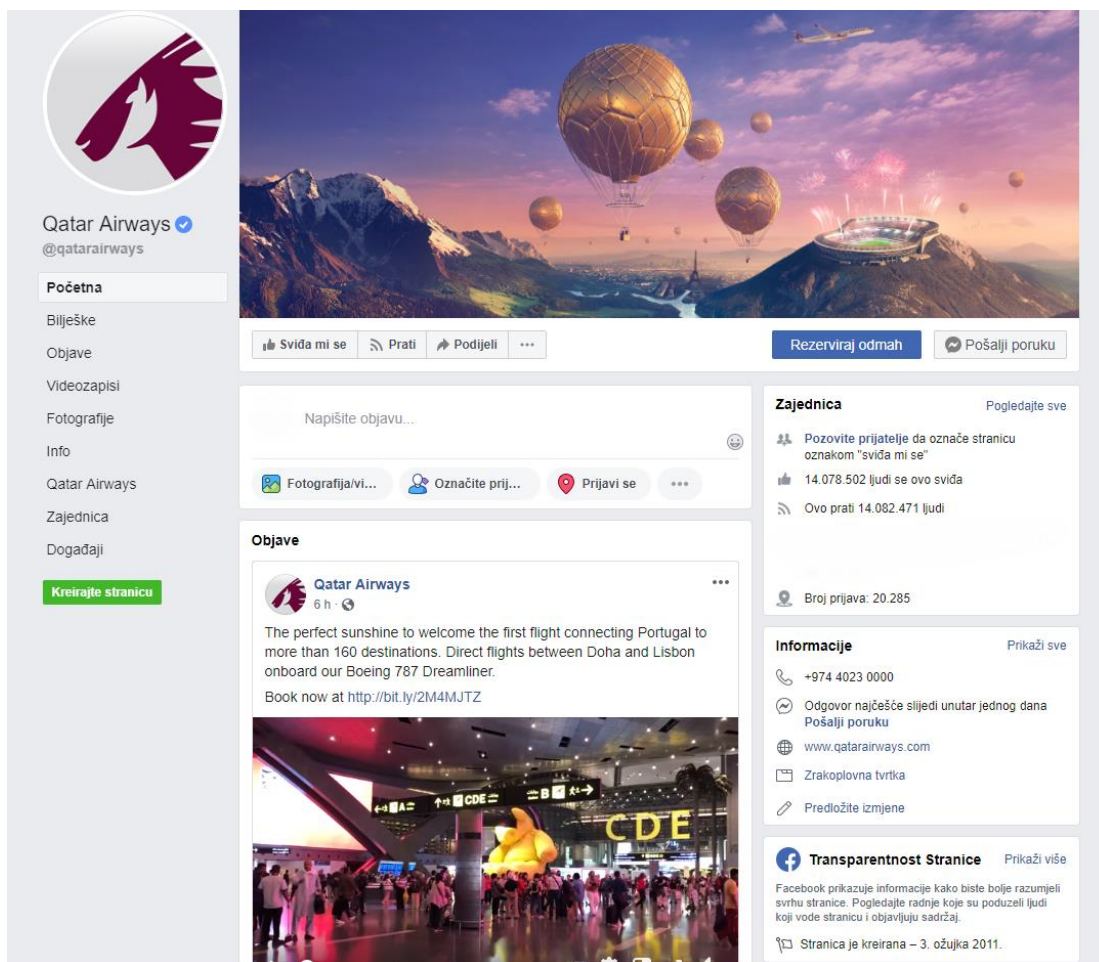 Qatar Airways
@qatarairways
Početna
Bilješke
Objave
Videozapisi
Fotografije
Info
Qatar Airways
Zajednica
Događaji
Kreirajte stranicu
Sviđa mi se
Prati
Podijeli
Rezerviraj odmah
Pošalji poruku
Napišite objavu...
Fotografija/vi...
Označite prij...
Prijavi se
Objave
Qatar Airways
6 h
The perfect sunshine to welcome the first flight connecting Portugal to
more than 160 destinations. Direct flights between Doha and Lisbon
onboard our Boeing 787 Dreamliner.
Book now at http://bit.ly/2M4MJTZ
A
CDE
B
CDE
Zajednica
Pogledajte sve
Pozovite prijatelje da označe stranicu
oznakom "sviđa mi se"
14.078.502 ljudi se ovo sviđa
Ovo prati 14.082.471 ljudi
Broj prijava: 20.285
Informacije
Prikaži sve
+974 4023 0000
Odgovor najčešće slijedi unutar jednog dana
Pošalji poruku
www.qatarairways.com
Zrakoplovna tvrtka
Predložite izmjene
Transparentnost Stranice
Prikaži više
Facebook prikazuje informacije kako biste bolje razumjeli
svrhu stranice. Pogledajte radnje koje su poduzeli ljudi
koji vode stranicu i objavljuju sadržaj.
Stranica je kreirana – 3. ožujka 2011.